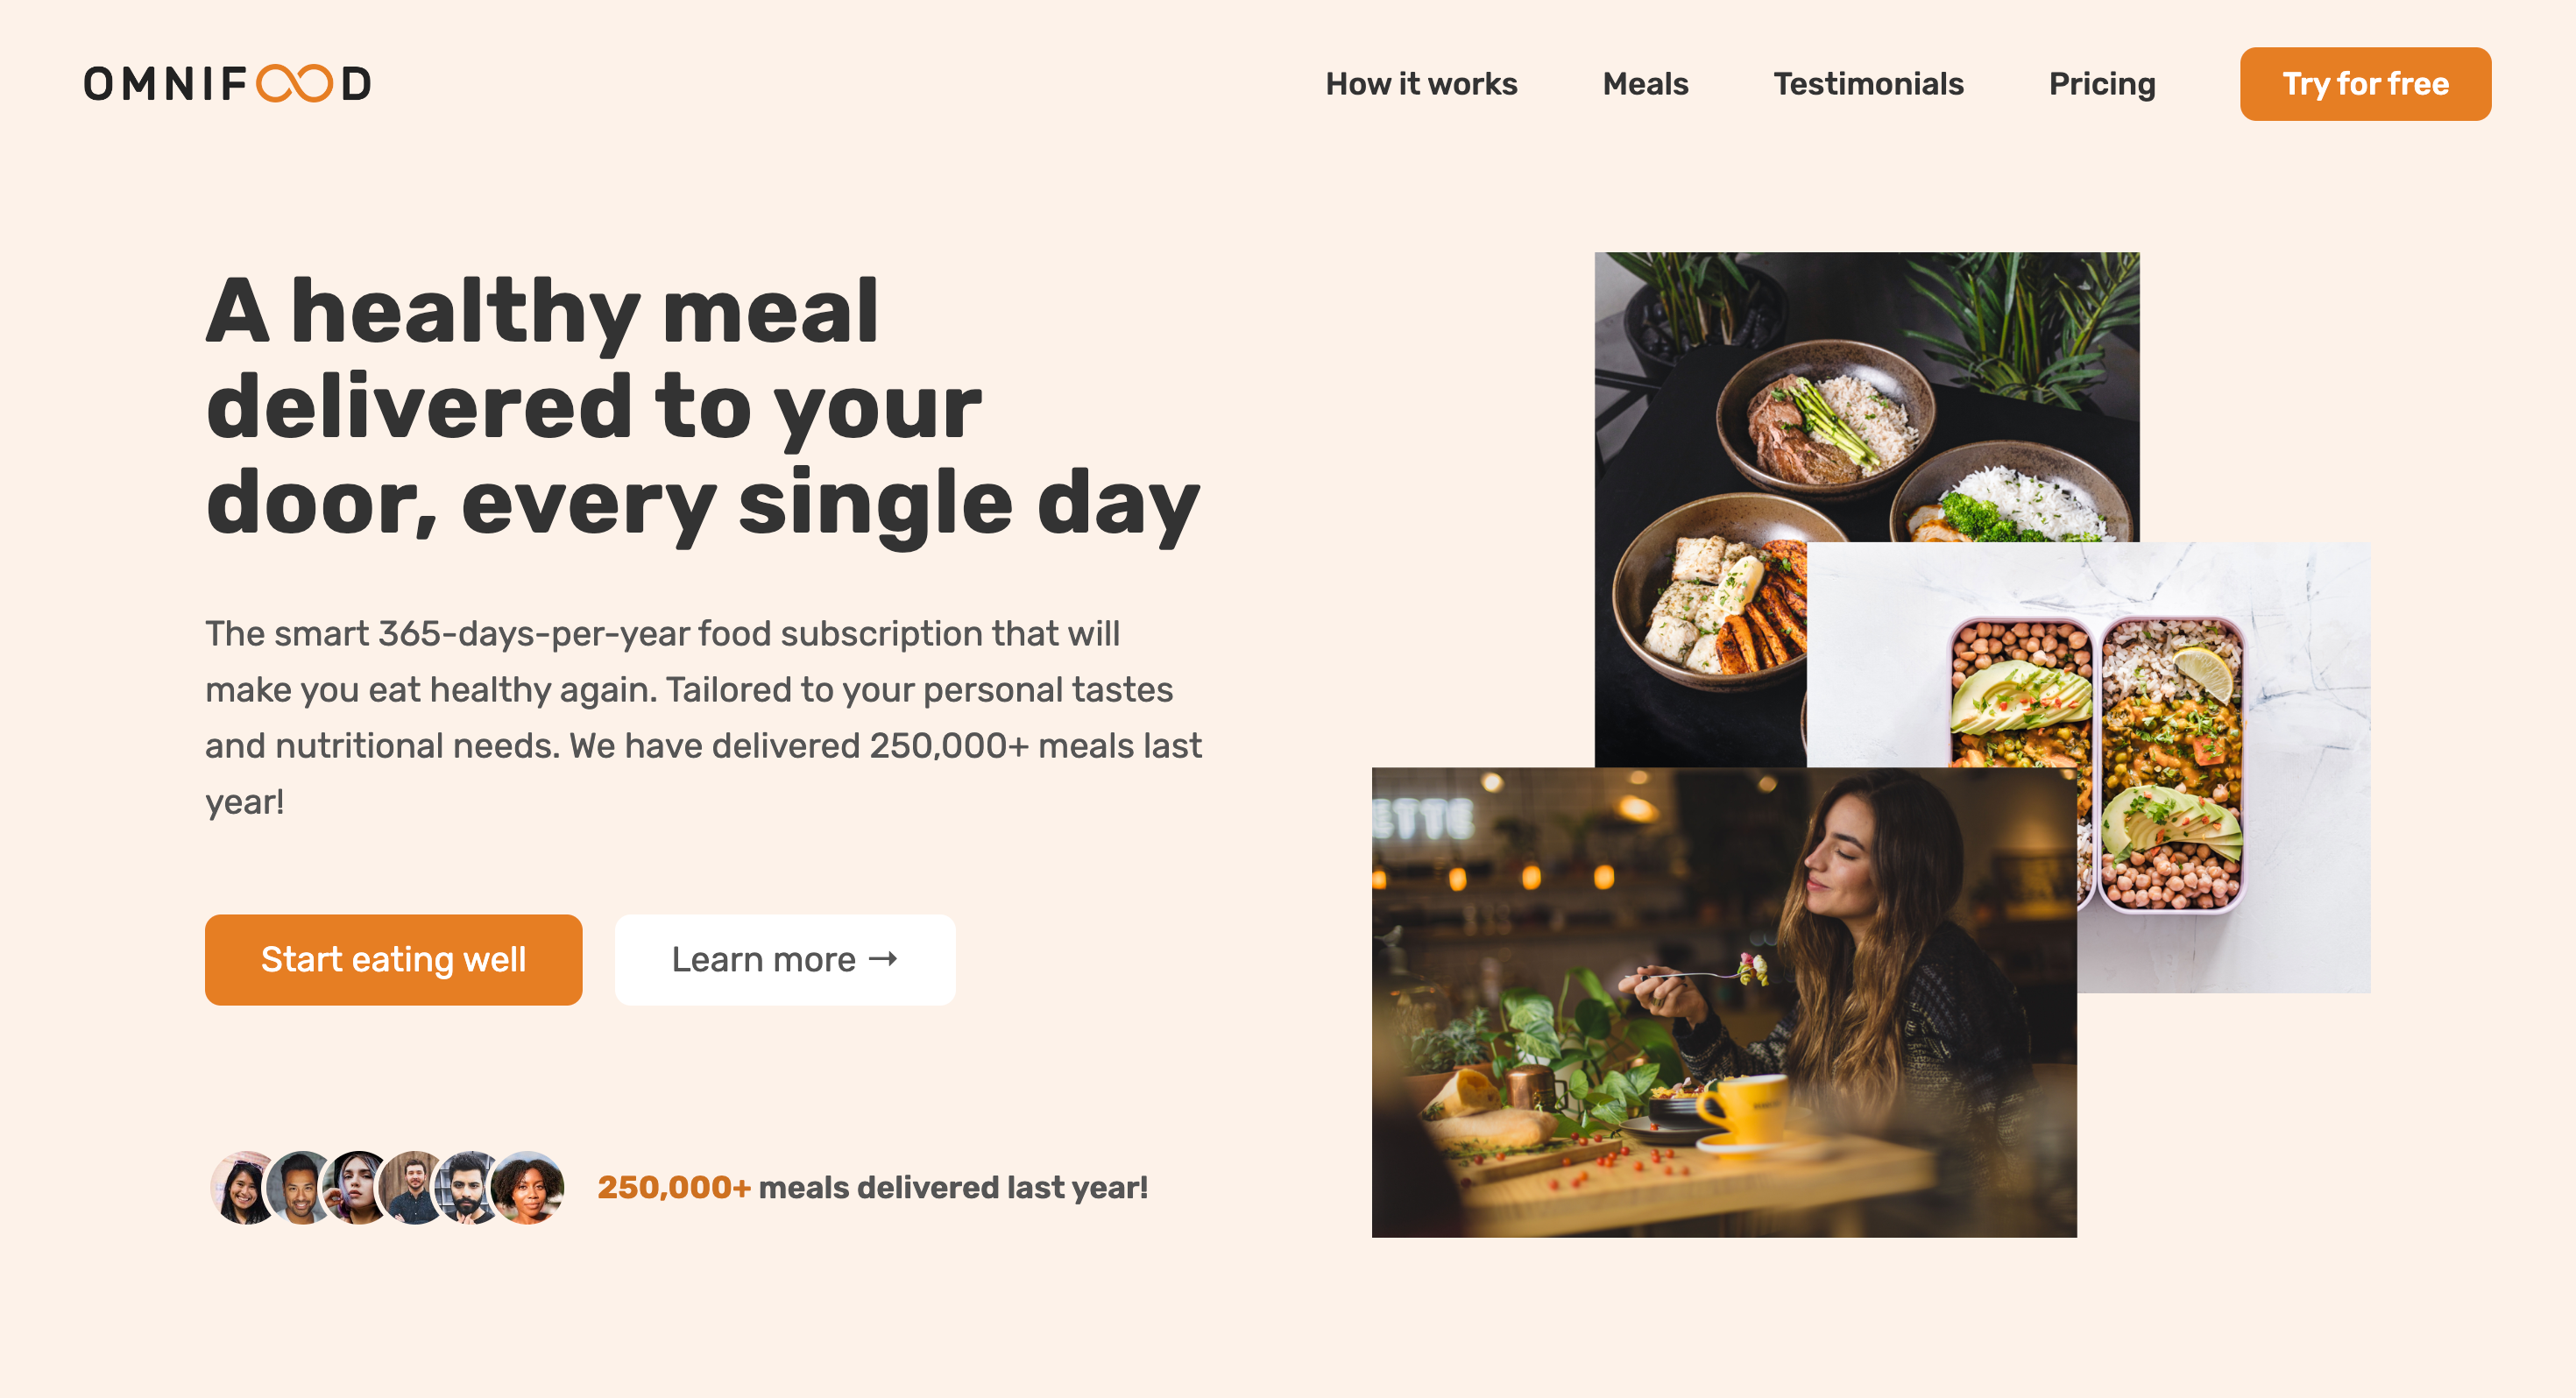 OMNIFOOD
How it works
Meals
Testimonials
Pricing
Try for free
A healthy meal
delivered to your
door, every single day
The smart 365-days-per-year food subscription that will
make you eat healthy again. Tailored to your personal tastes
and nutritional needs. We have delivered 250,000+ meals last
year!
Start eating well
Learn more →
250,000+ meals delivered last year!
ETTE